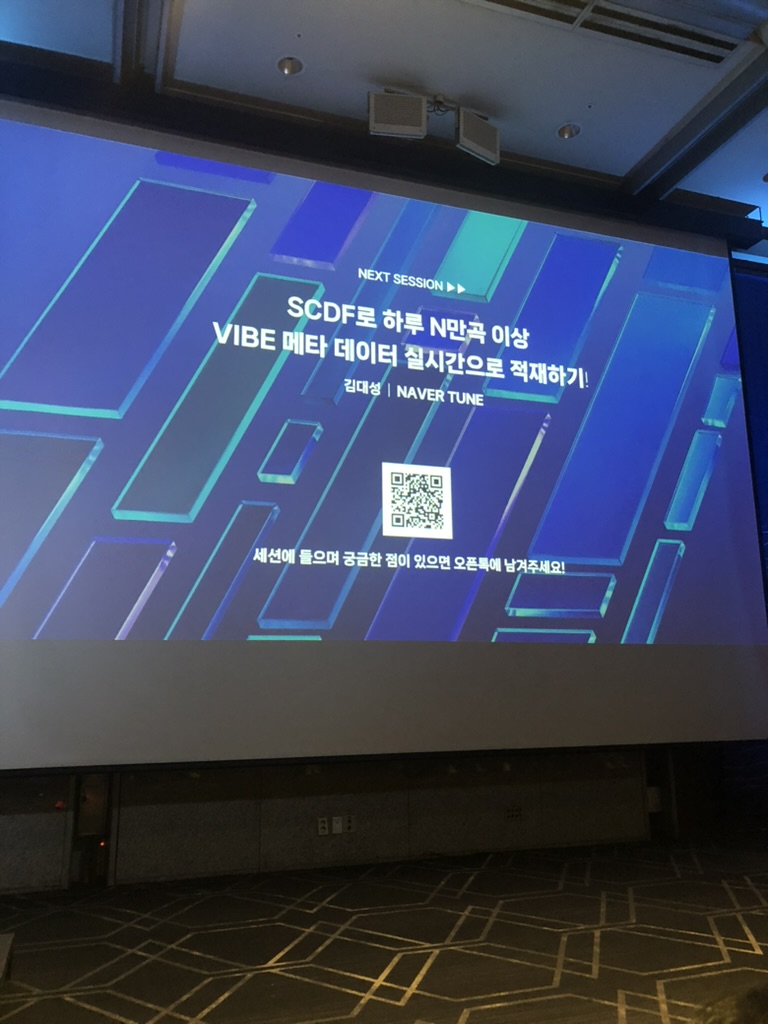 NEXT SESSION ▶▶
SCDF로 하루 N만곡 이상
VIBE 메타 데이터 실시간으로 적재하기!
김대성 | NAVER TUNE
세션에 들으며 궁금한 점이 있으면 오픈톡에 남겨주세요!